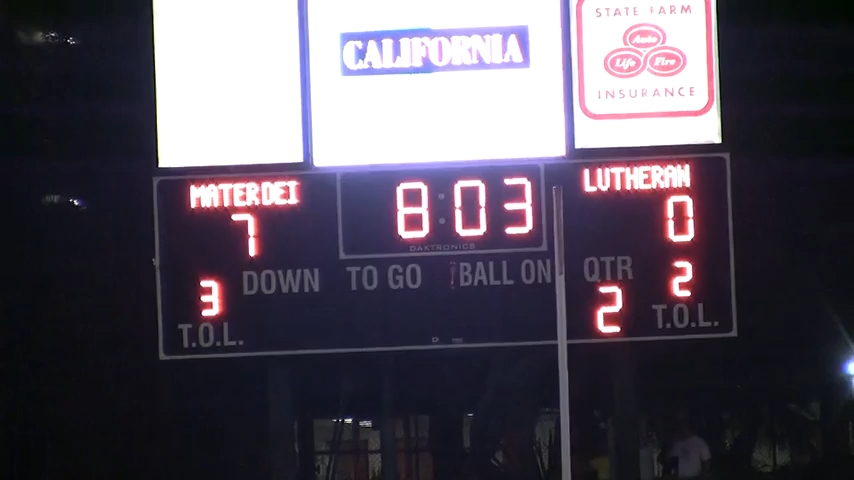 CALIFORNIA
STATE FARM
Auto
Life Fire
INSURANCE
MATER DEI
8:03
LUTHERAN
7
0
DAKTRONICS
DOWN TO GO BALL ON QTR
3
2
2
T.O.L.
T.O.L.